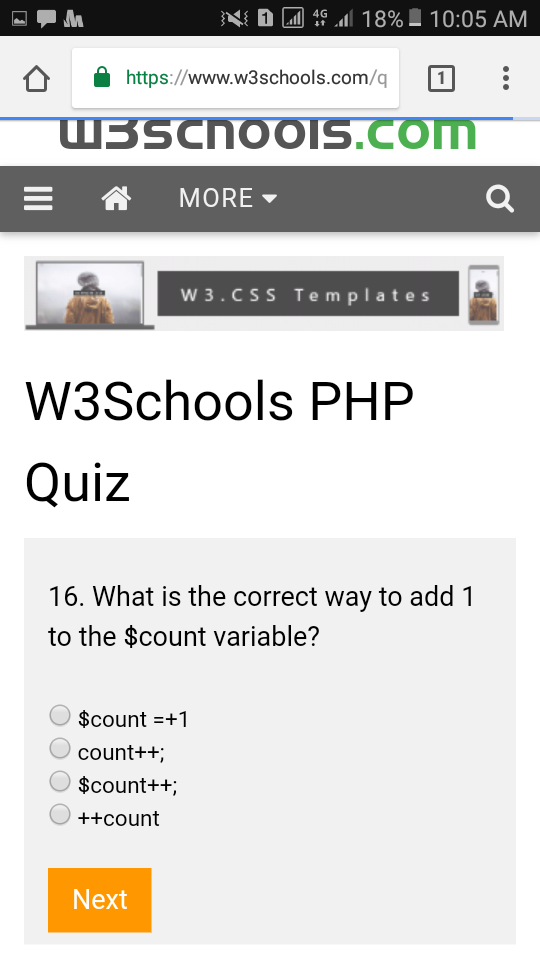 1 4G 18% 10:05 AM
https://www.w3schools.com/q 1
w3schools.com
MORE
W3.CSS Templates
W3Schools PHP
Quiz
16. What is the correct way to add 1
to the $count variable?
$count =+1
count++;
$count++;
++count
Next